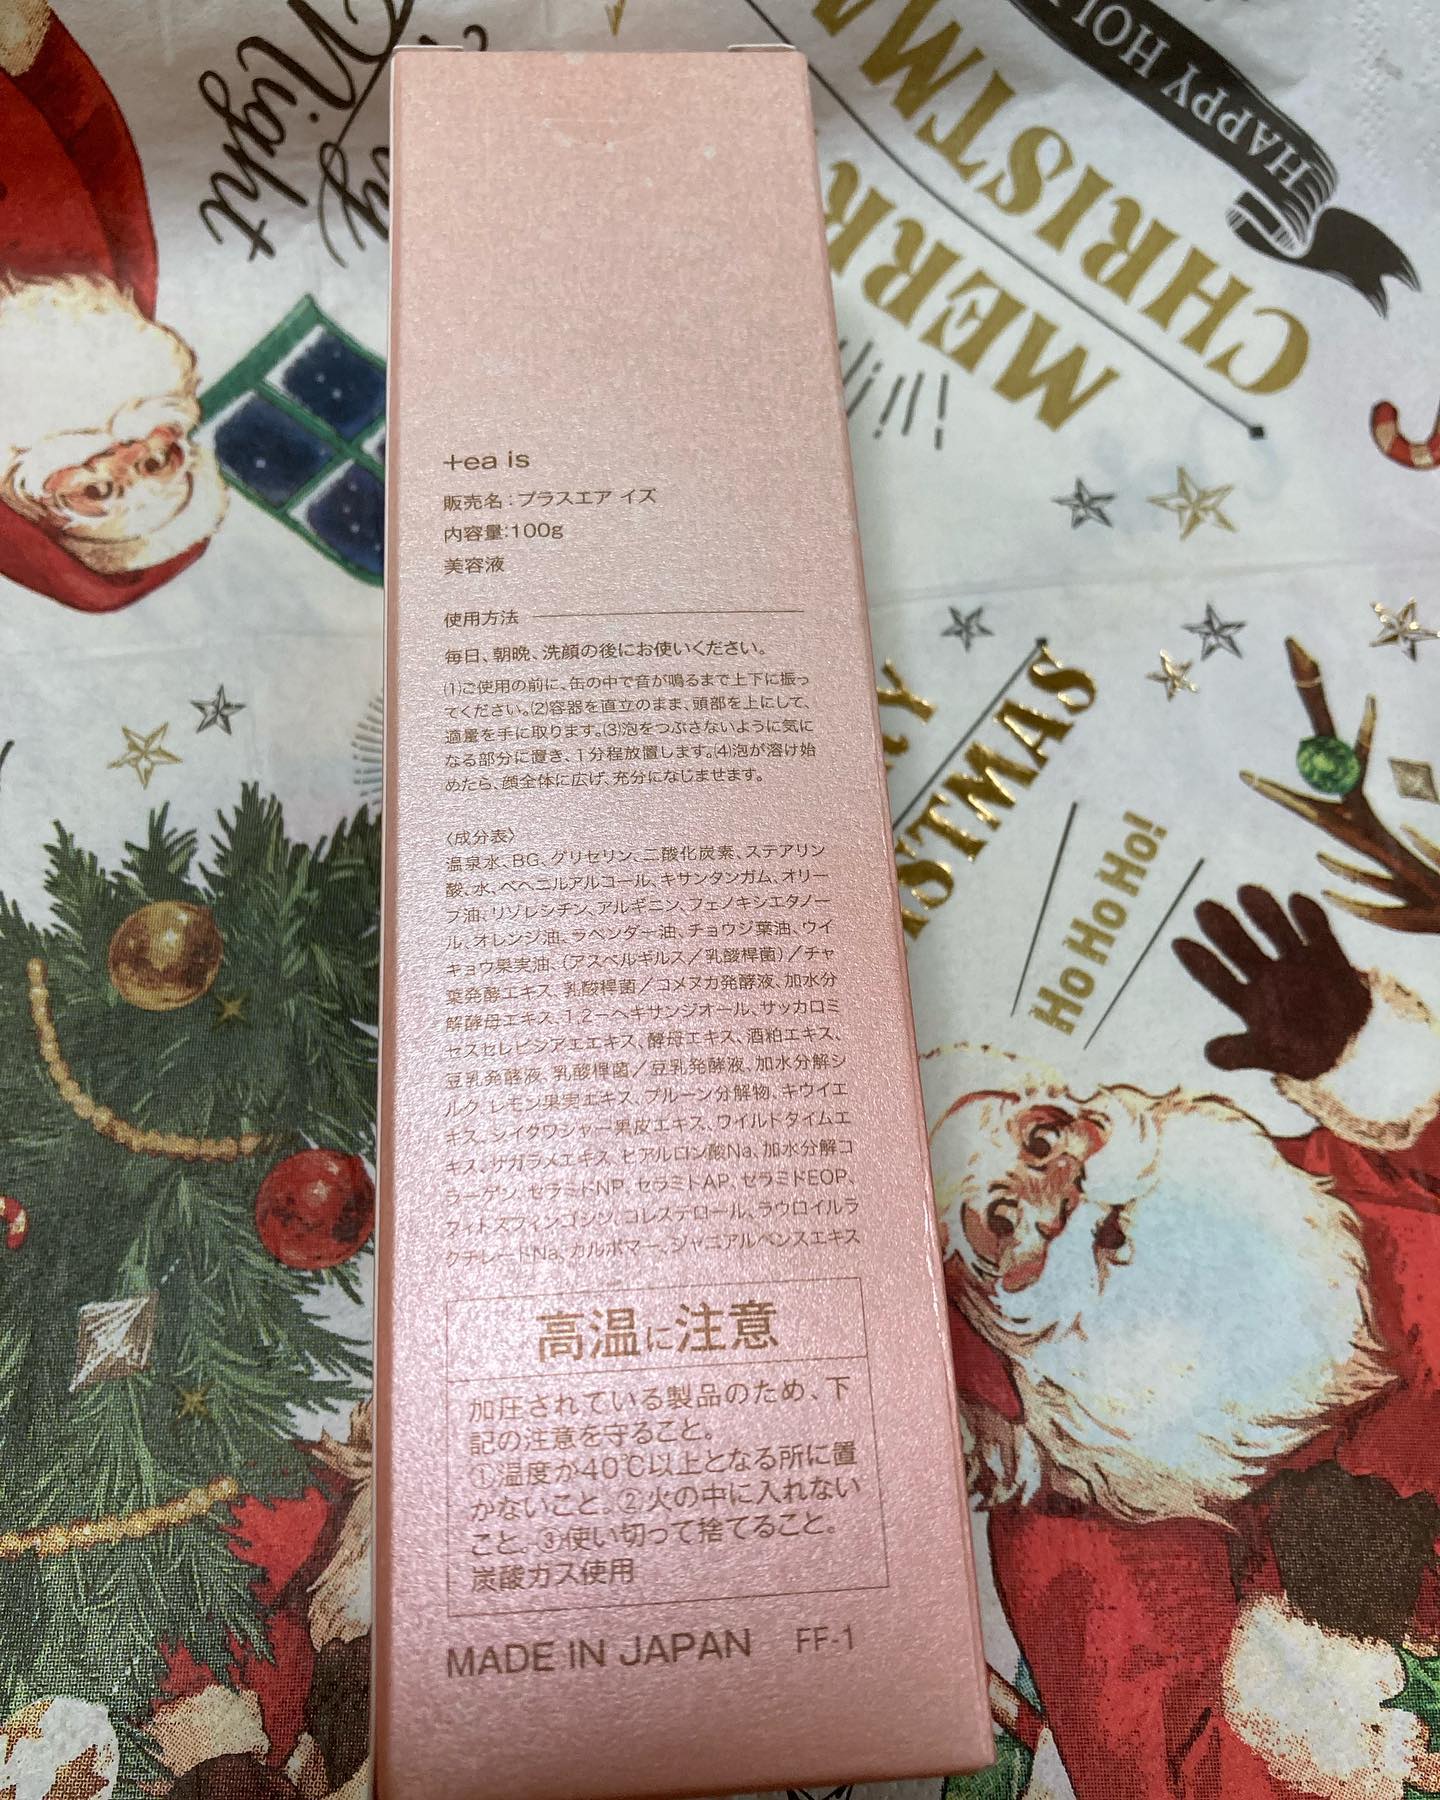 +ea is
販売名：プラスエア イズ
内容量:100g
美容液
使用方法
毎日、朝晩、洗顔の後にお使いください。
(1)ご使用の前に、缶の中で音が鳴るまで上下に振っ
てください。(2)容器を直立のまま、頭部を上にして、
適量を手に取ります。(3)泡をつぶさないように気に
なる部分に置き、1分程放置します。(4)泡が溶け始
めたら、顔全体に広げ、充分になじませます。
〈成分表〉
温泉水、BG、グリセリン、二酸化炭素、ステアリン
酸、水、ベヘニルアルコール、キサンタンガム、オリー
ブ油、リゾレシチン、アルギニン、フェノキシエタノー
ル、オレンジ油、ラベンダー油、チョウジ葉油、ウイ
キョウ果実油、(アスペルギルス／乳酸桿菌)／チャ
葉発酵エキス、乳酸桿菌／コメヌカ発酵液、加水分
解酵母エキス、1,2－ヘキサンジオール、サッカロミ
セスセレビシアエエキス、酵母エキス、酒粕エキス、
豆乳発酵液、乳酸桿菌／豆乳発酵液、加水分解シ
ルク、レモン果実エキス、プルーン分解物、キウイエ
キス、シイクワシャー果皮エキス、ワイルドタイムエ
キス、サガラメエキス、ヒアルロン酸Na、加水分解コ
ラーゲン、セラミドNP、セラミドAP、セラミドEOP、
フィトスフィンゴシン、コレステロール、ラウロイルラ
クチレートNa、カルボマー、ジャニアルベンスエキス
高温に注意
加圧されている製品のため、下
記の注意を守ること。
①温度が40℃以上となる所に置
かないこと。②火の中に入れない
こと。③使い切って捨てること。
炭酸ガス使用
MADE IN JAPAN FF-1
Night
HAPPY
MERR
CHRISTMA
STMAS
Ho Ho Ho!